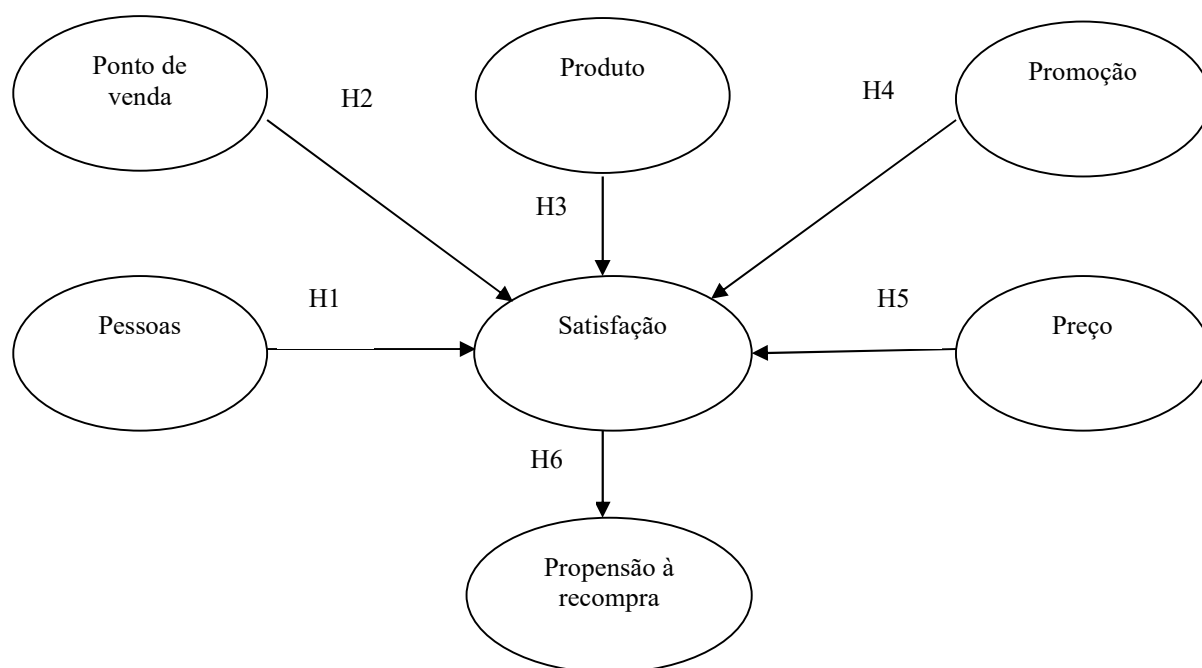 Ponto de
venda
H2
Produto
H4
Promoção
H3
Pessoas
H1
Satisfação
H5
Preço
H6
Propensão à
recompra